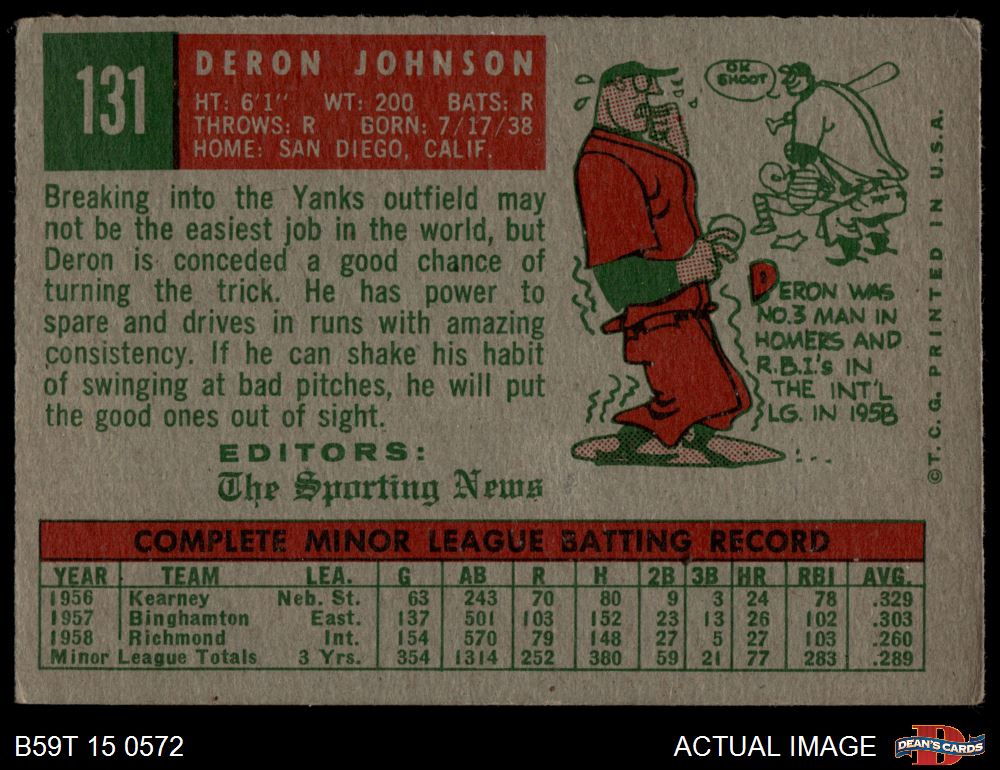 131
DERON JOHNSON
HT: 6'1" WT: 200 BATS: R
THROWS: R BORN: 7/17/38
HOME: SAN DIEGO, CALIF.
Breaking into the Yanks outfield may
not be the easiest job in the world, but
Deron is conceded a good chance of
turning the trick. He has power to
spare and drives in runs with amazing
consistency. If he can shake his habit
of swinging at bad pitches, he will put
the good ones out of sight.
EDITORS:
The Sporting News
OK
SHOOT
DERON WAS
NO.3 MAN IN
HOMERS AND
R.B.I.'s IN
THE INT'L
LG. IN 1958
©T.C.G. PRINTED IN U.S.A.
COMPLETE MINOR LEAGUE BATTING RECORD
YEAR TEAM LEA. G AB R H 2B 3B HR RBI AVG.
1956 Kearney Neb. St. 63 243 70 80 9 3 24 78 .329
1957 Binghamton East. 137 501 103 152 23 13 26 102 .303
1958 Richmond Int. 154 570 79 148 27 5 27 103 .260
Minor League Totals 3 Yrs. 354 1314 252 380 59 21 77 283 .289
B59T 15 0572
ACTUAL IMAGE
D
DEAN'S CARDS